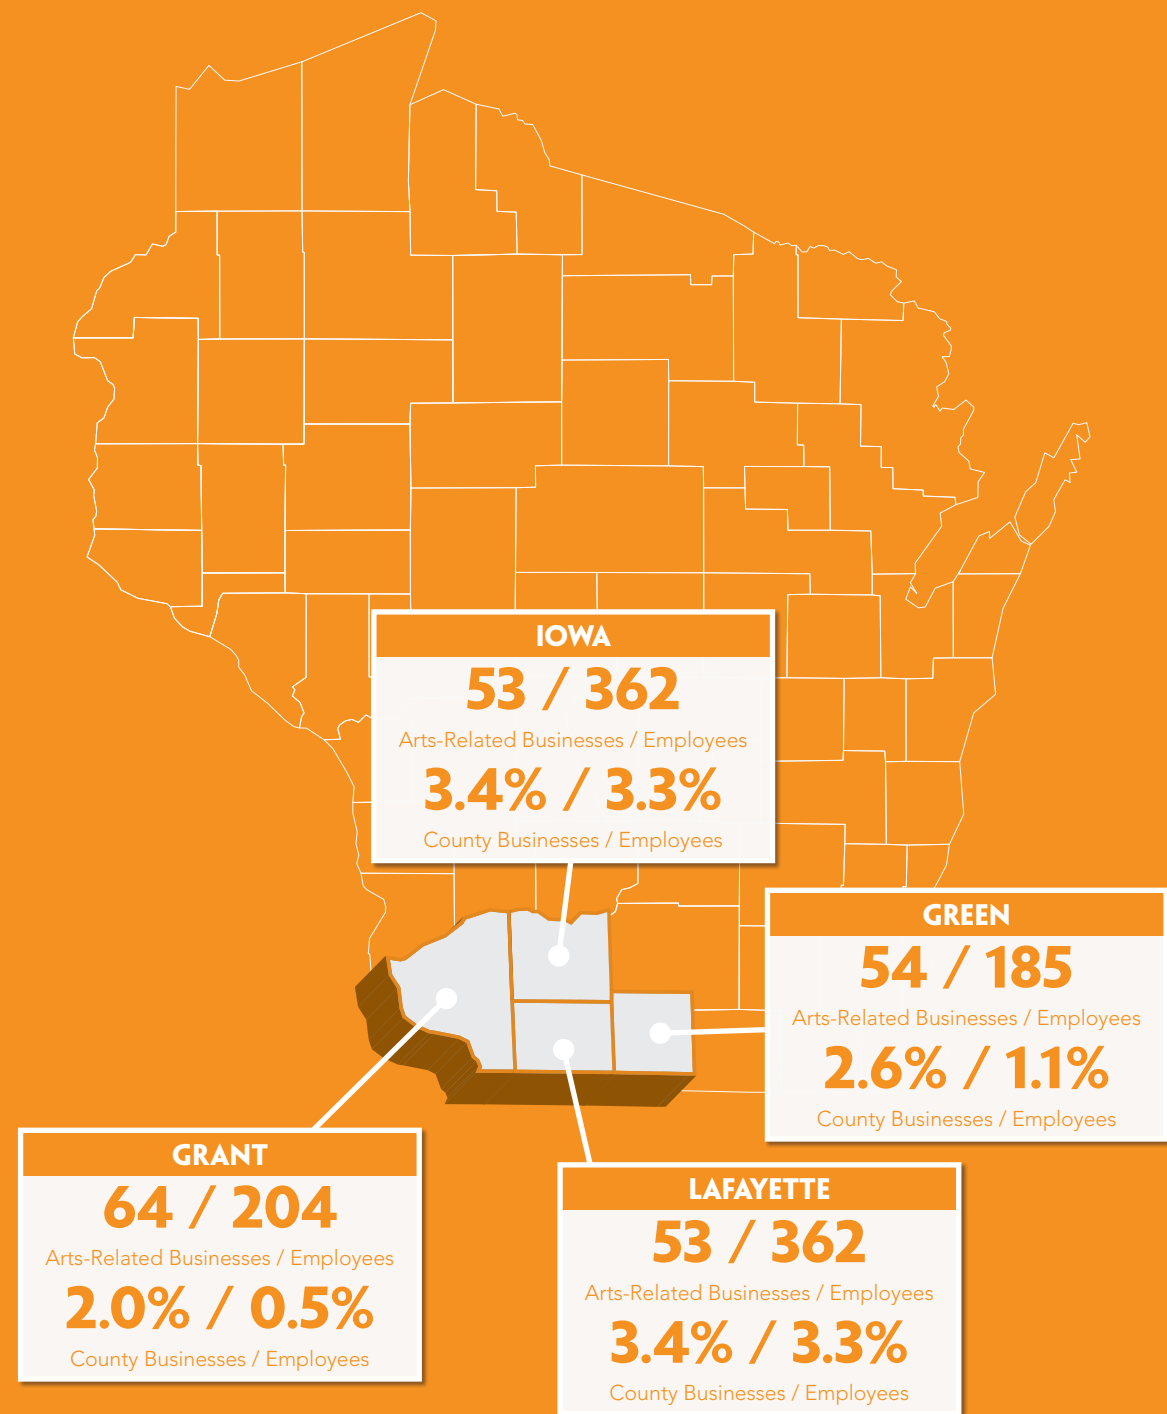 IOWA
53 / 362
Arts-Related Businesses / Employees
3.4% / 3.3%
County Businesses / Employees
GREEN
54 / 185
Arts-Related Businesses / Employees
2.6% / 1.1%
County Businesses / Employees
GRANT
64 / 204
Arts-Related Businesses / Employees
2.0% / 0.5%
County Businesses / Employees
LAFAYETTE
53 / 362
Arts-Related Businesses / Employees
3.4% / 3.3%
County Businesses / Employees